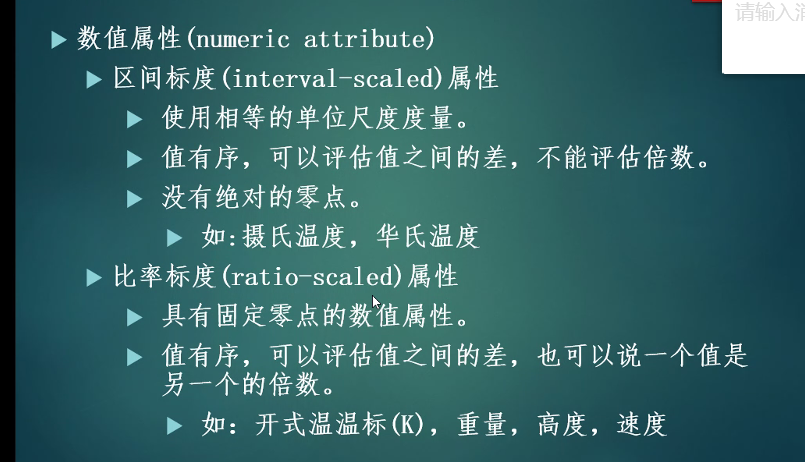 请输入消
数值属性(numeric attribute)
区间标度(interval-scaled)属性
使用相等的单位尺度度量。
值有序，可以评估值之间的差，不能评估倍数。
没有绝对的零点。
如:摄氏温度，华氏温度
比率标度(ratio-scaled)属性
具有固定零点的数值属性。
值有序，可以评估值之间的差，也可以说一个值是
另一个的倍数。
如：开式温温标(K)，重量，高度，速度